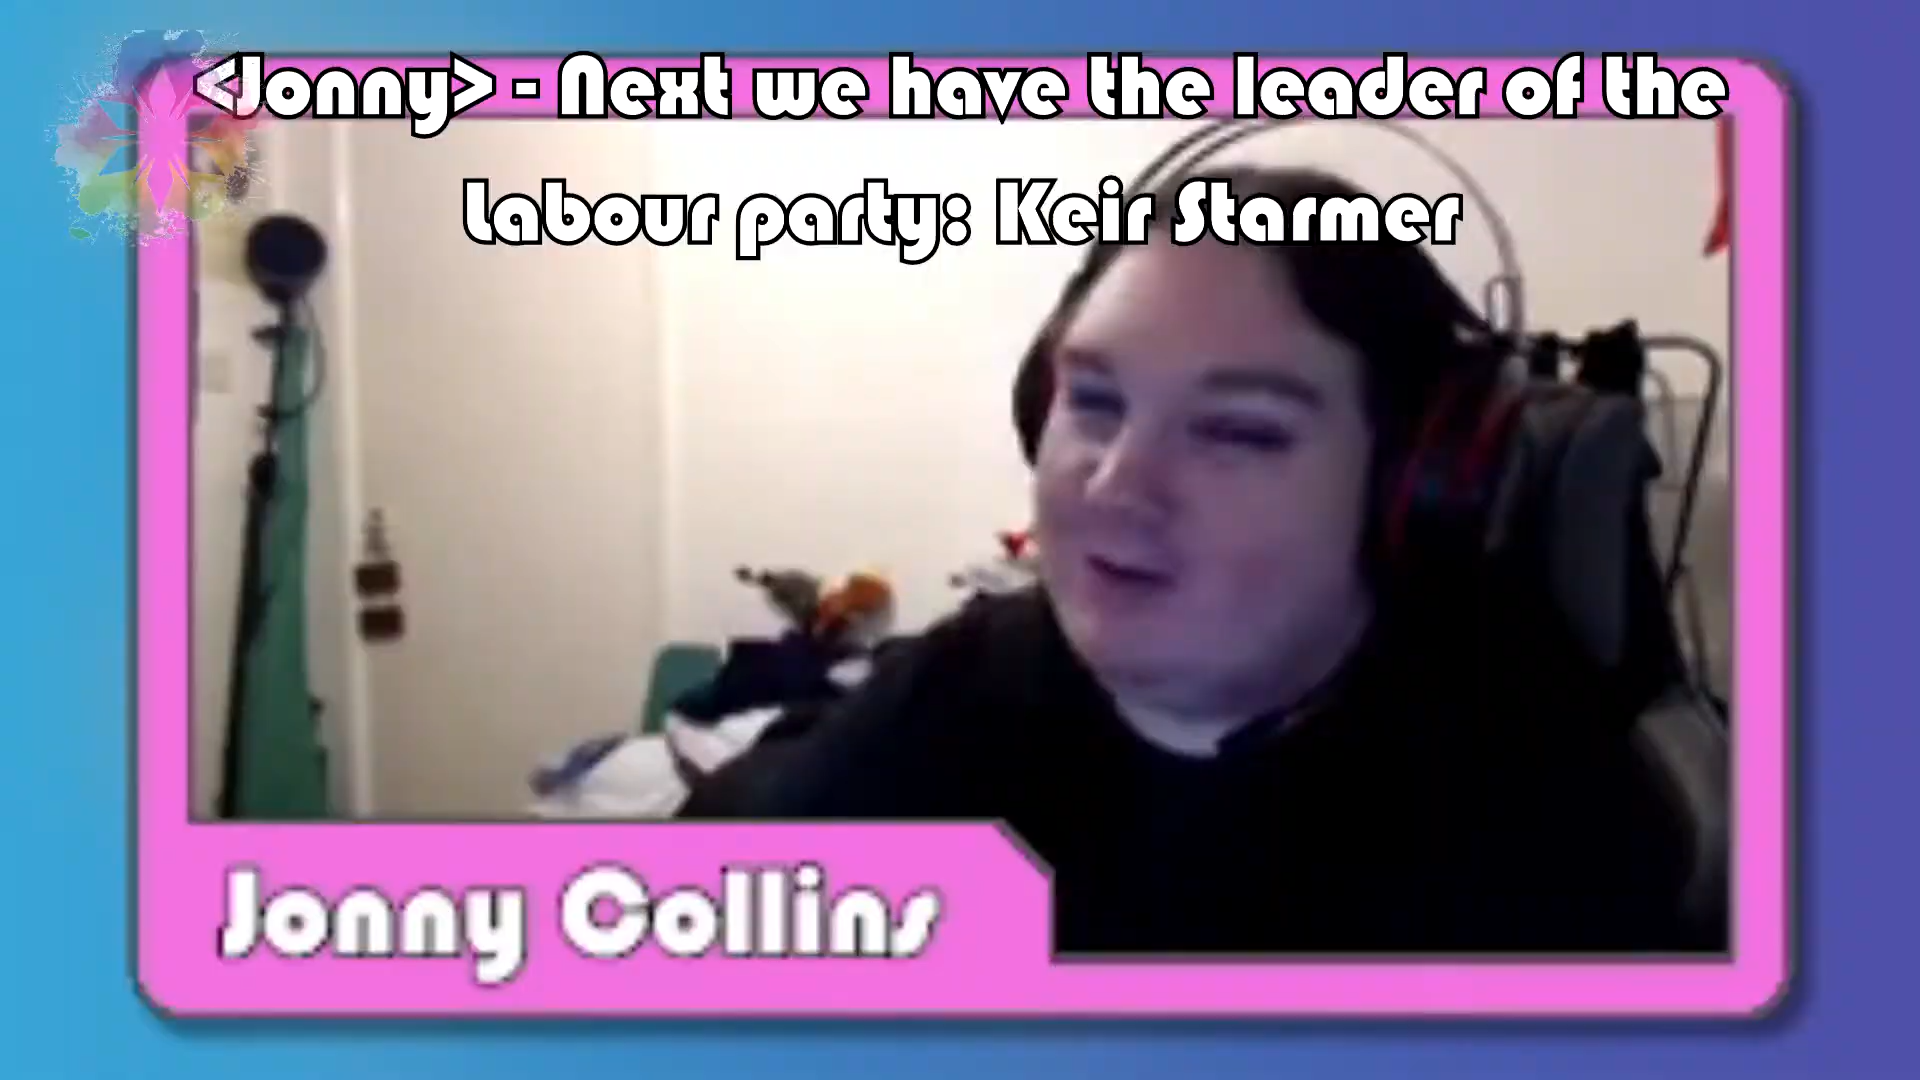 <Jonny> - Next we have the leader of the
Labour party: Keir Starmer
Jonny Collins